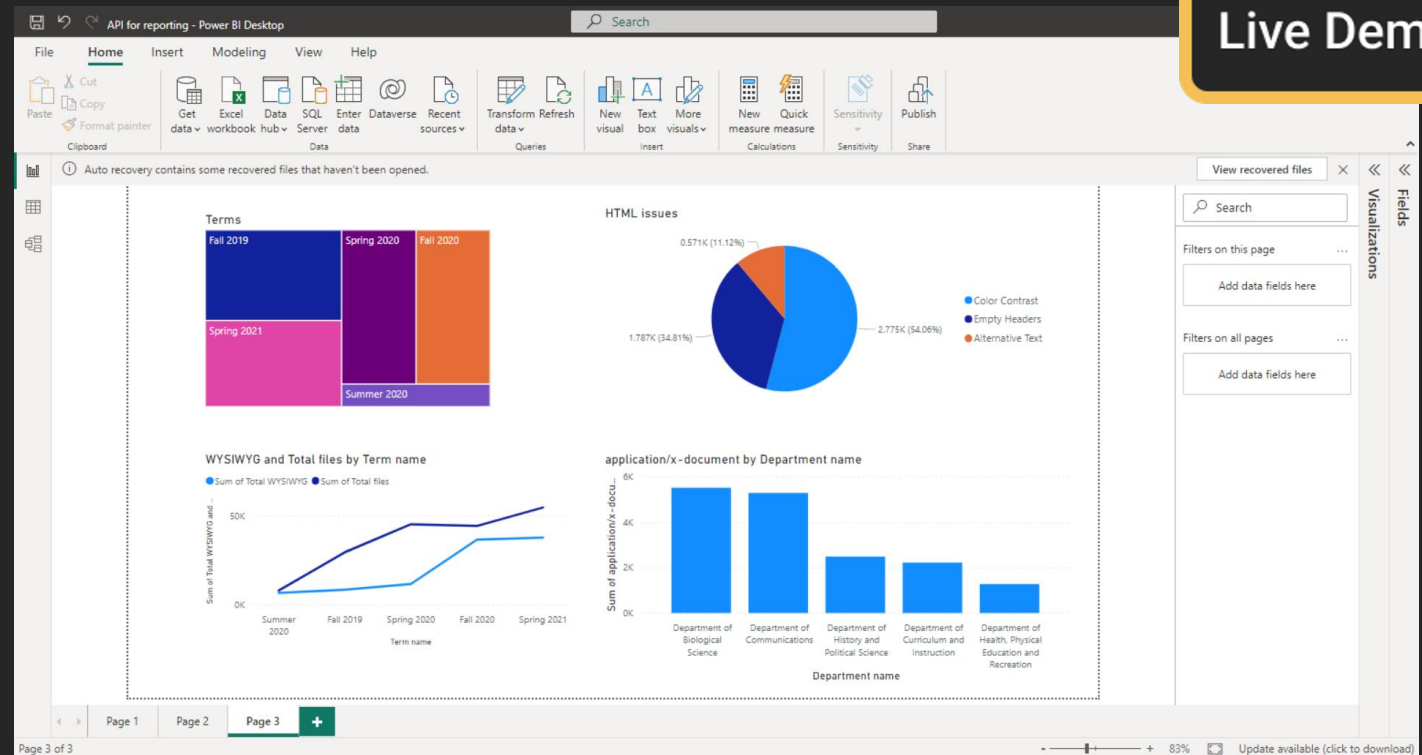 API for reporting - Power BI Desktop
Search
Live Dem
File Home Insert Modeling View Help
Paste
Cut
Copy
Format painter
Clipboard
Get data
Excel workbook
Data hub
SQL Server
Enter data
Dataverse
Recent sources
Data
Transform data
Refresh
Queries
New visual
Text box
More visuals
Insert
New measure
Quick measure
Calculations
Sensitivity
Sensitivity
Publish
Share
Auto recovery contains some recovered files that haven't been opened.
View recovered files
Terms
Fall 2019
Spring 2020
Fall 2020
Spring 2021
Summer 2020
HTML issues
0.571K (11.12%)
1.787K (34.81%)
2.775K (54.06%)
Color Contrast
Empty Headers
Alternative Text
WYSIWYG and Total files by Term name
Sum of Total WYSIWYG Sum of Total files
Sum of Total WYSIWYG and ...
50K
0K
Summer 2020
Fall 2019
Spring 2020
Fall 2020
Spring 2021
Term name
application/x-document by Department name
Sum of application/x-docu...
6K
4K
2K
0K
Department of Biological Science
Department of Communications
Department of History and Political Science
Department of Curriculum and Instruction
Department of Health, Physical Education and Recreation
Department name
Search
Filters on this page ...
Add data fields here
Filters on all pages ...
Add data fields here
Visualizations
Fields
Page 1 Page 2 Page 3 +
Page 3 of 3
- + 83% Update available (click to download)